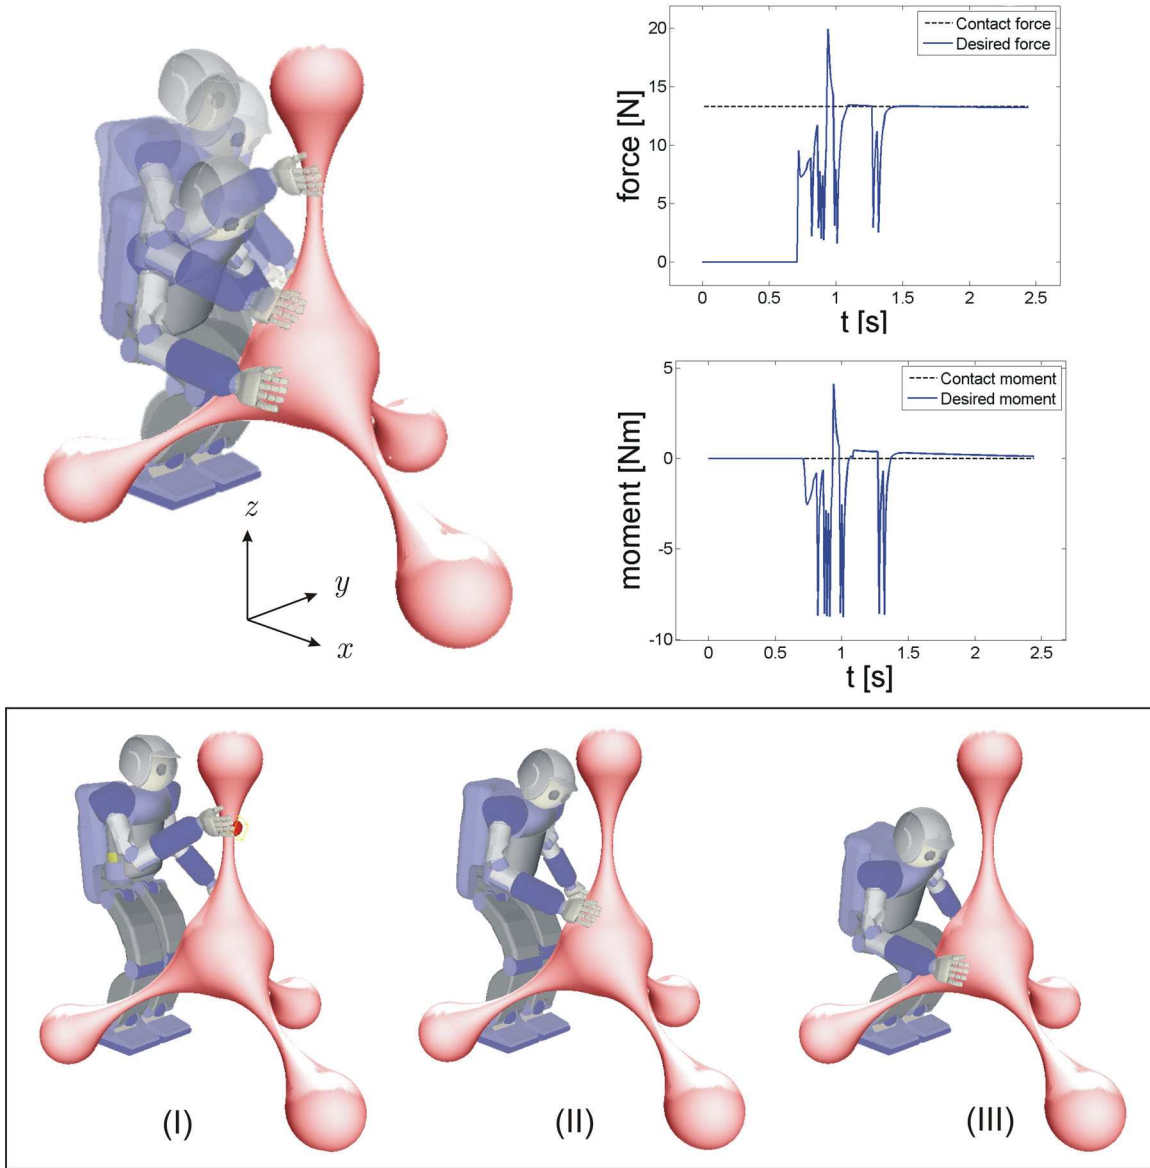 Contact force
Desired force
20
15
10
5
0
force [N]
0 0.5 1 1.5 2 2.5
t [s]
Contact moment
Desired moment
5
0
-5
-10
moment [Nm]
0 0.5 1 1.5 2 2.5
t [s]
z
y
x
(I) (II) (III)